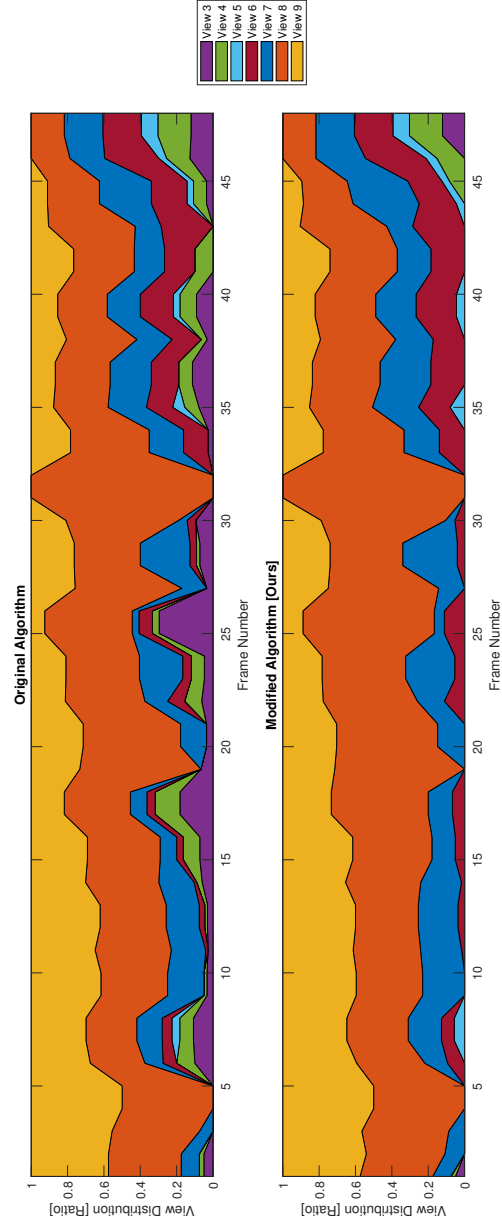 Original Algorithm
View Distribution [Ratio]
1
0.8
0.6
0.4
0.2
0
5
10
15
20
25
30
35
40
45
Frame Number
Modified Algorithm [Ours]
View Distribution [Ratio]
1
0.8
0.6
0.4
0.2
0
5
10
15
20
25
30
35
40
45
Frame Number
View 3
View 4
View 5
View 6
View 7
View 8
View 9